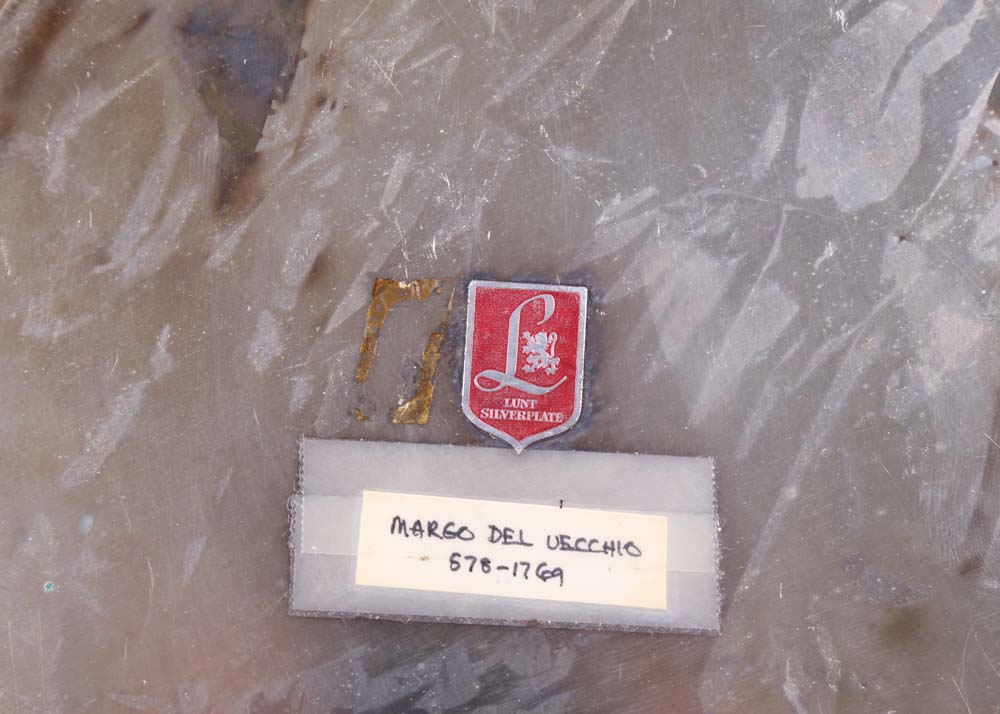 L
LUNT
SILVERPLATE
MARGO DEL VECCHIO
578-1769